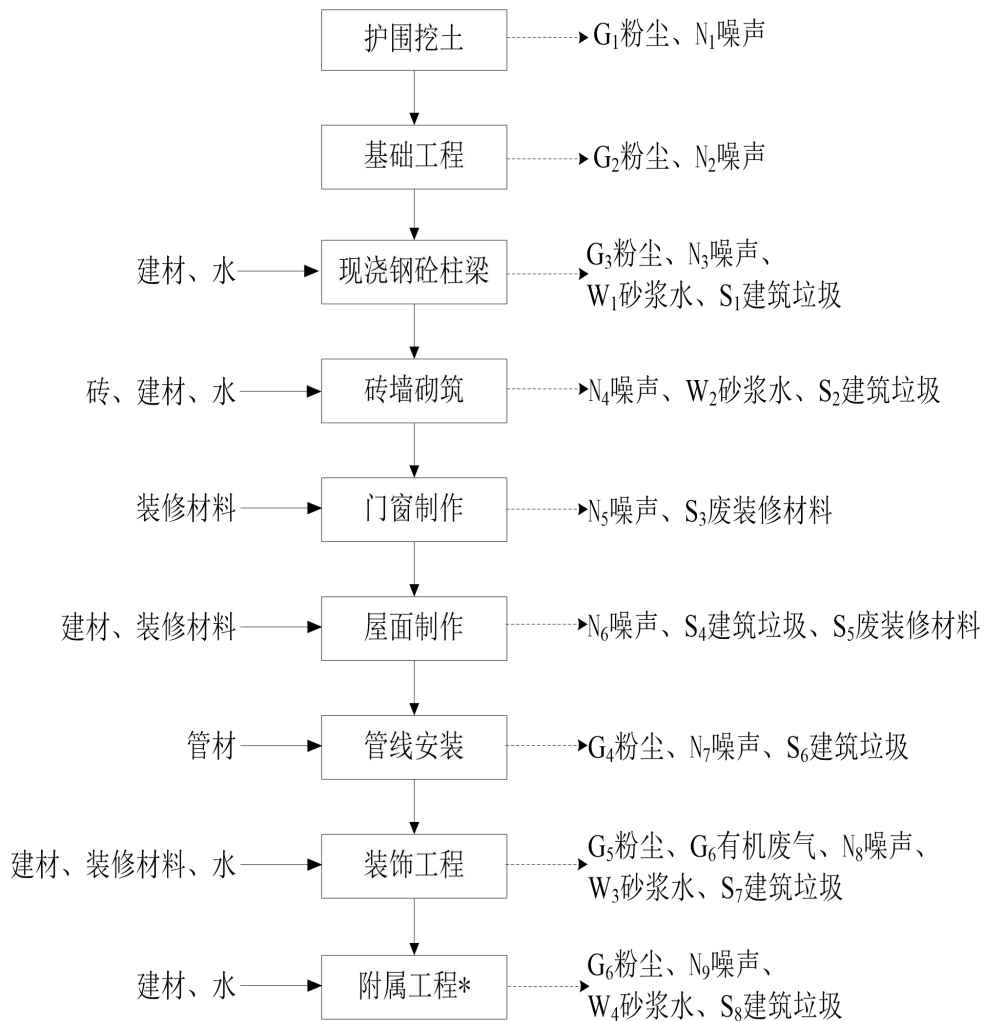 护围挖土
G₁粉尘、N₁噪声
基础工程
G₂粉尘、N₂噪声
建材、水
现浇钢砼柱梁
G₃粉尘、N₃噪声、
W₁砂浆水、S₁建筑垃圾
砖、建材、水
砖墙砌筑
N₄噪声、W₂砂浆水、S₂建筑垃圾
装修材料
门窗制作
N₅噪声、S₃废装修材料
建材、装修材料
屋面制作
N₆噪声、S₄建筑垃圾、S₅废装修材料
管材
管线安装
G₄粉尘、N₇噪声、S₆建筑垃圾
建材、装修材料、水
装饰工程
G₅粉尘、G₆有机废气、N₈噪声、
W₃砂浆水、S₇建筑垃圾
建材、水
附属工程*
G₆粉尘、N₉噪声、
W₄砂浆水、S₈建筑垃圾